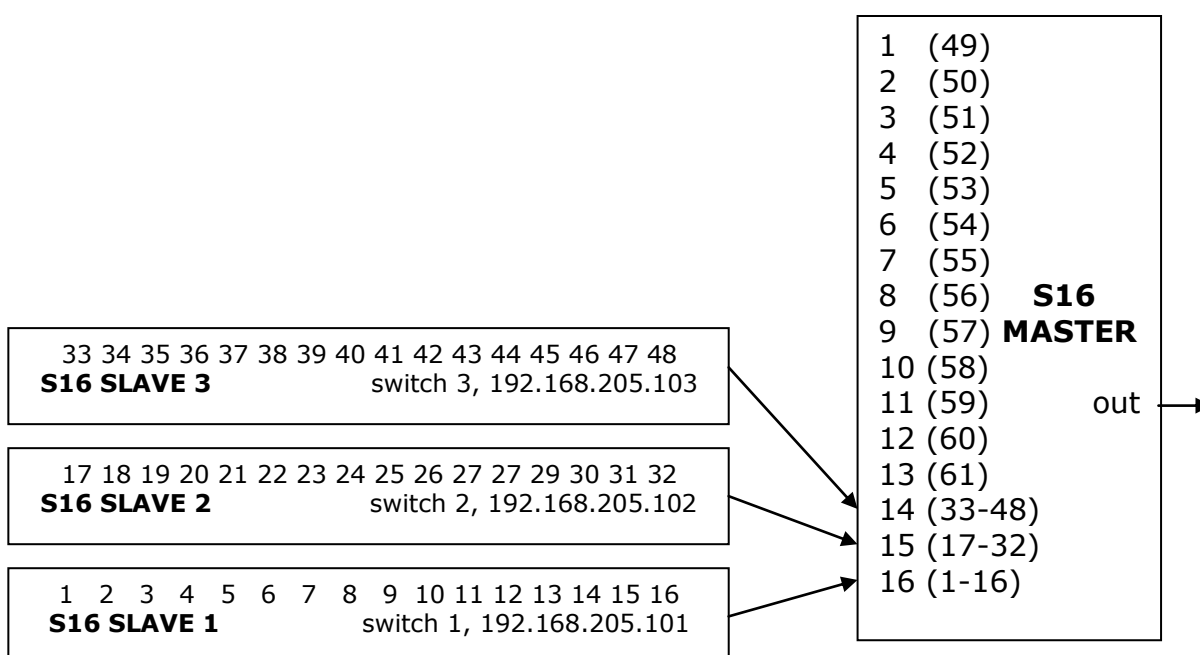 1 (49)
2 (50)
3 (51)
4 (52)
5 (53)
6 (54)
7 (55)
8 (56) S16
9 (57) MASTER
10 (58)
11 (59) out
12 (60)
13 (61)
14 (33-48)
15 (17-32)
16 (1-16)
33 34 35 36 37 38 39 40 41 42 43 44 45 46 47 48
S16 SLAVE 3 switch 3, 192.168.205.103
17 18 19 20 21 22 23 24 25 26 27 27 29 30 31 32
S16 SLAVE 2 switch 2, 192.168.205.102
1 2 3 4 5 6 7 8 9 10 11 12 13 14 15 16
S16 SLAVE 1 switch 1, 192.168.205.101